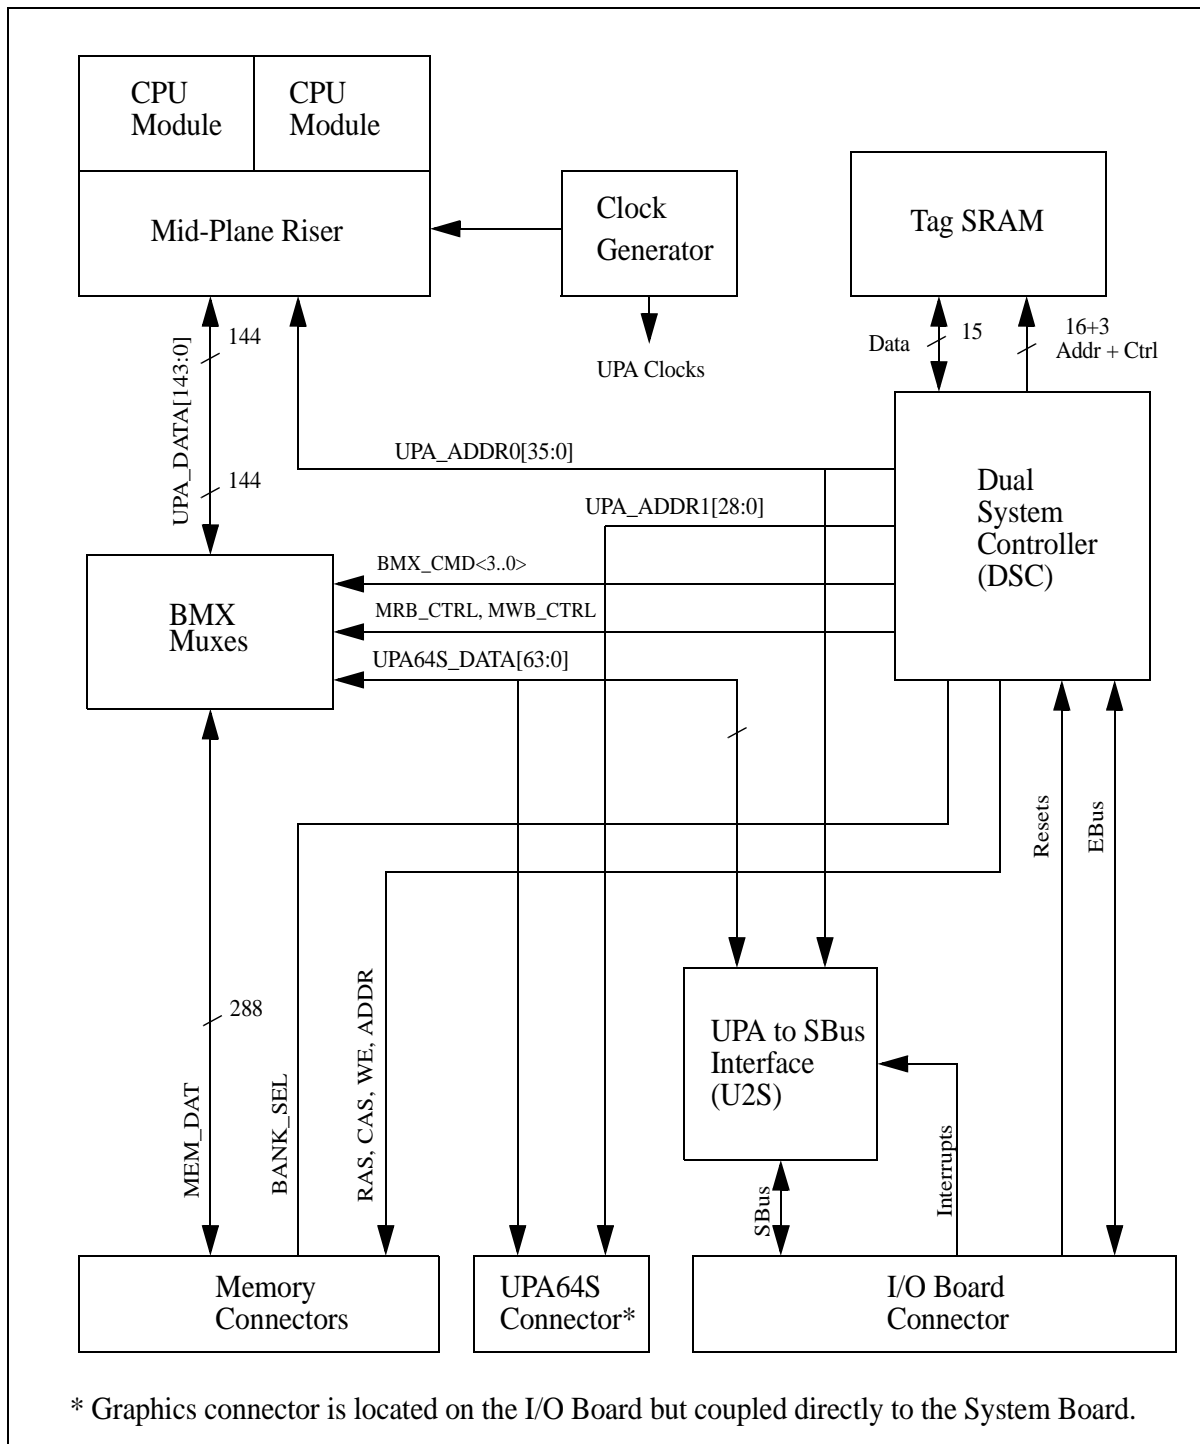 CPU
Module
CPU
Module
Mid-Plane Riser
Clock
Generator
Tag SRAM
144
UPA_DATA[143:0]
144
UPA Clocks
Data
15
16+3
Addr + Ctrl
UPA_ADDR0[35:0]
UPA_ADDR1[28:0]
Dual
System
Controller
(DSC)
BMX_CMD<3..0>
MRB_CTRL, MWB_CTRL
UPA64S_DATA[63:0]
BMX
Muxes
Resets
EBus
288
MEM_DAT
BANK_SEL
RAS, CAS, WE, ADDR
UPA to SBus
Interface
(U2S)
SBus
Interrupts
Memory
Connectors
UPA64S
Connector*
I/O Board
Connector
* Graphics connector is located on the I/O Board but coupled directly to the System Board.